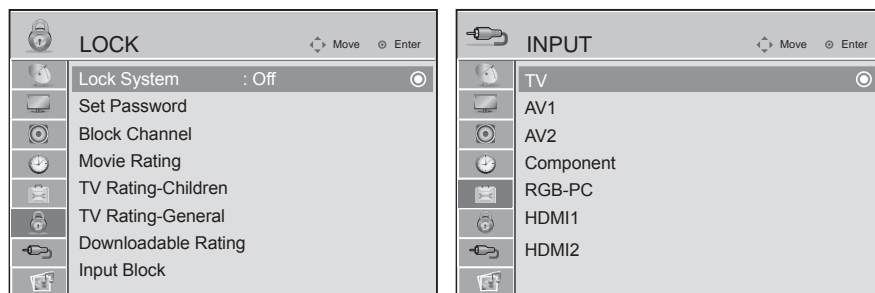 LOCK
Move Enter
Lock System : Off
Set Password
Block Channel
Movie Rating
TV Rating-Children
TV Rating-General
Downloadable Rating
Input Block
INPUT
Move Enter
TV
AV1
AV2
Component
RGB-PC
HDMI1
HDMI2